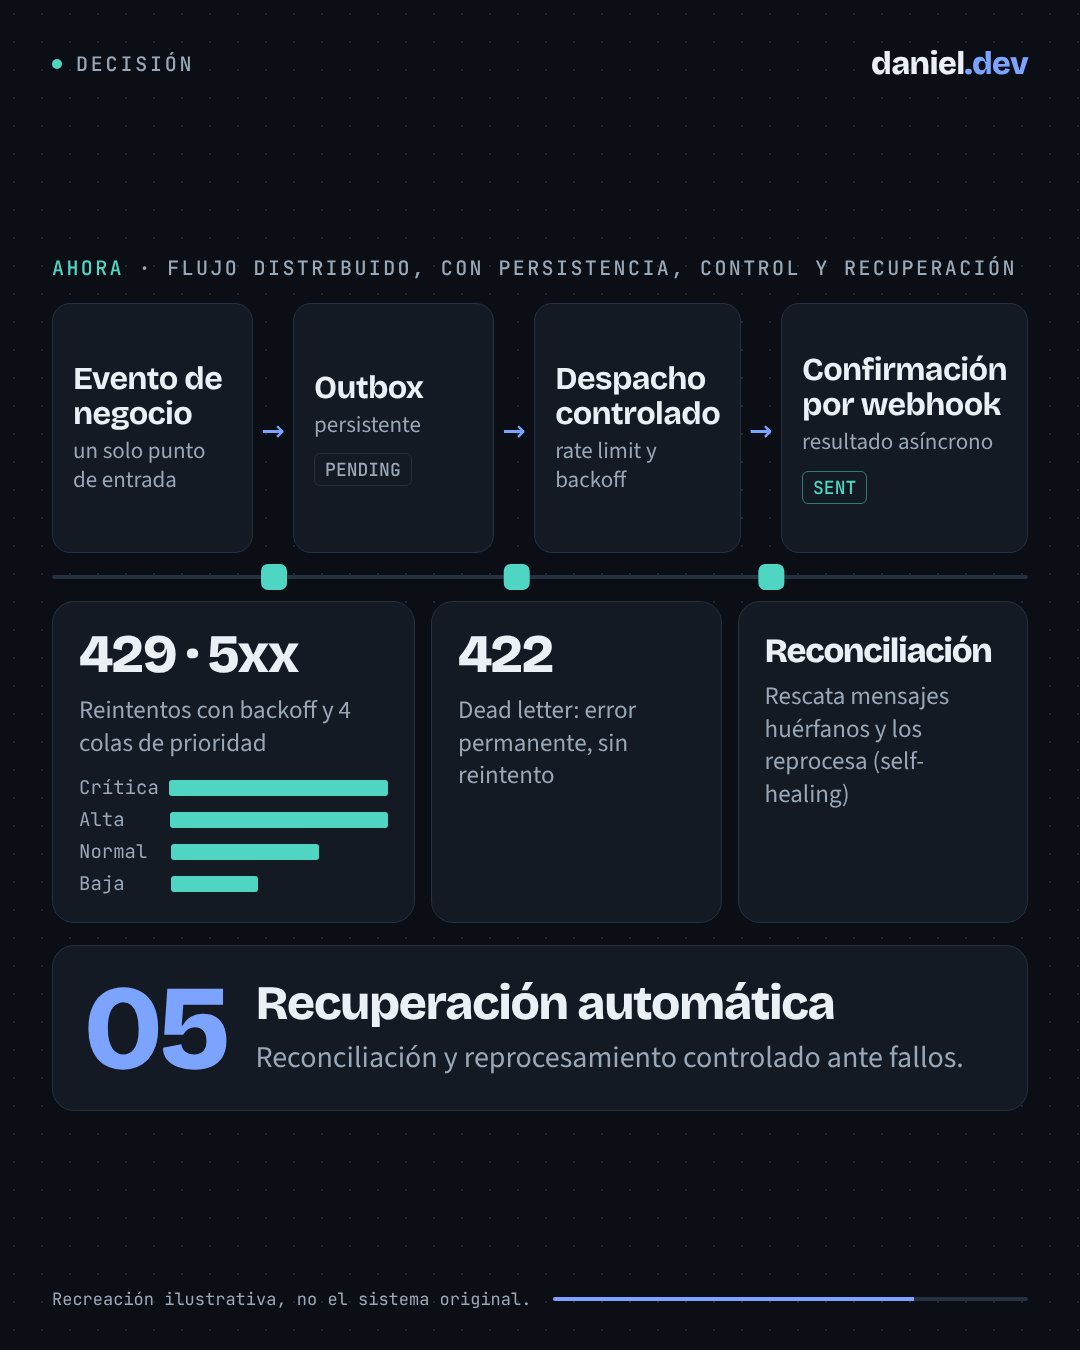 DECISIÓN
daniel.dev
AHORA · FLUJO DISTRIBUIDO, CON PERSISTENCIA, CONTROL Y RECUPERACIÓN
Evento de
negocio
un solo punto
de entrada
→
Outbox
persistente
PENDING
→
Despacho
controlado
rate limit y
backoff
→
Confirmación
por webhook
resultado asíncrono
SENT
429 · 5xx
Reintentos con backoff y 4
colas de prioridad
Crítica
Alta
Normal
Baja
422
Dead letter: error
permanente, sin
reintento
Reconciliación
Rescata mensajes
huérfanos y los
reprocesa (self-
healing)
05
Recuperación automática
Reconciliación y reprocesamiento controlado ante fallos.
Recreación ilustrativa, no el sistema original.